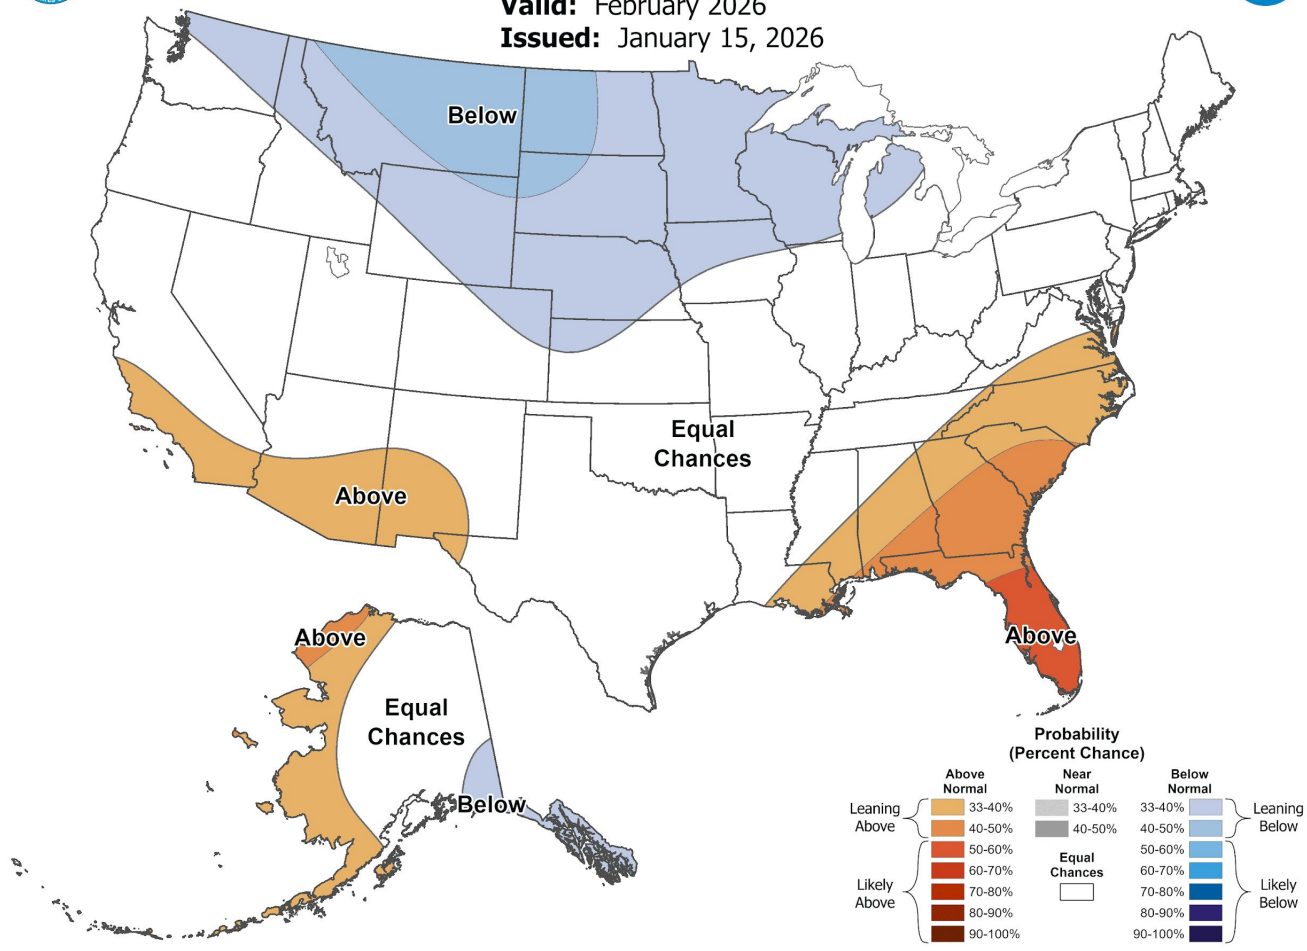 Valid: February 2026
Issued: January 15, 2026
Below
Equal
Chances
Above
Above
Above
Equal
Chances
Below
Probability
(Percent Chance)
Above
Normal
Near
Normal
Below
Normal
Leaning
Above
33-40%
33-40%
33-40%
Leaning
Below
40-50%
40-50%
40-50%
50-60%
50-60%
Equal
Chances
60-70%
60-70%
Likely
Above
70-80%
70-80%
Likely
Below
80-90%
80-90%
90-100%
90-100%